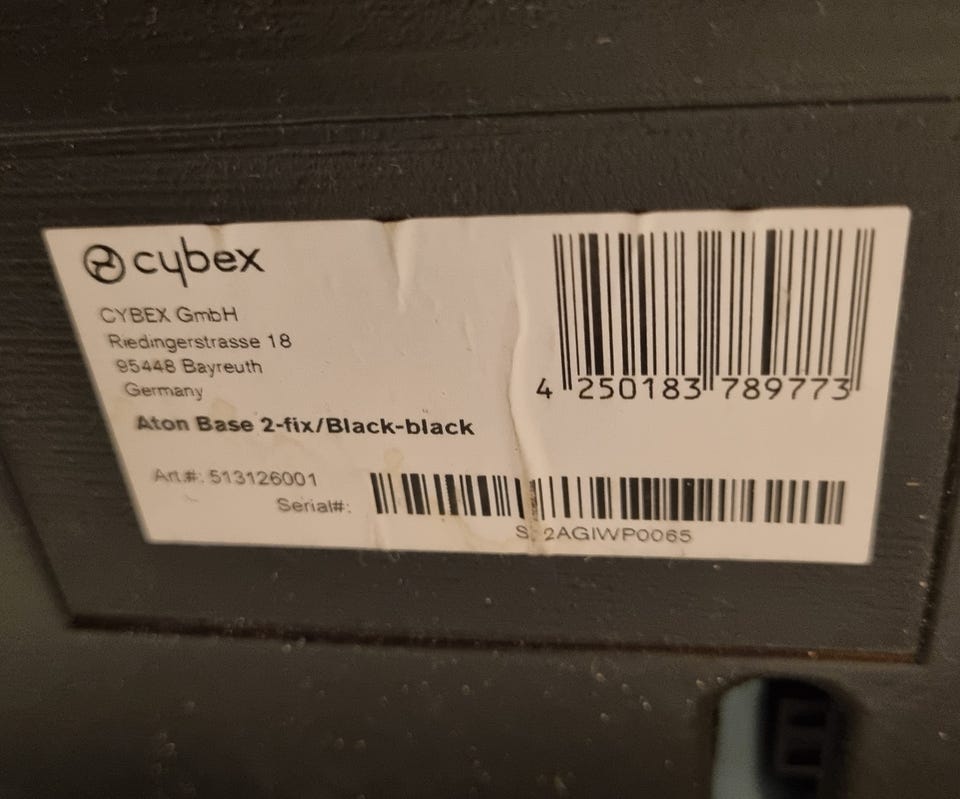 cybex
CYBEX GmbH
Riedingerstrasse 18
95448 Bayreuth
Germany
Aton Base 2-fix/Black-black
Art.#: 513126001
Serial#:
4 250183 789773
2AGIWP0065